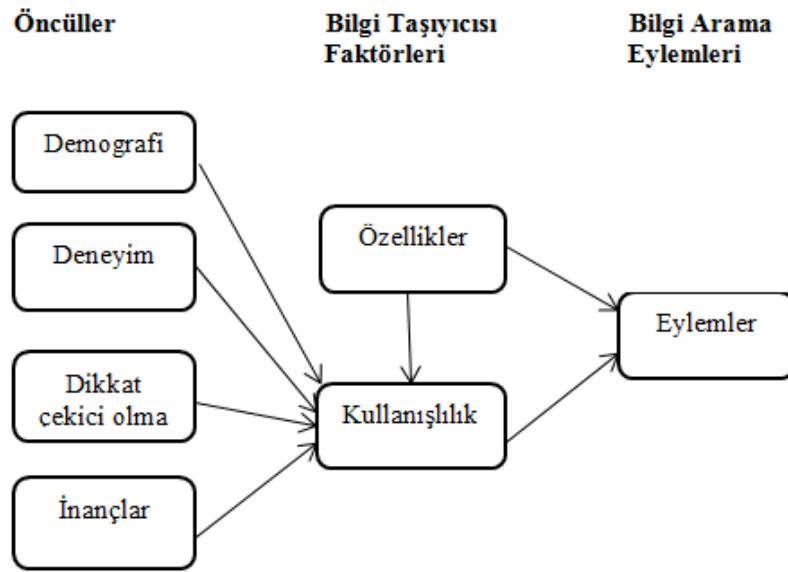 Öncüller
Bilgi Taşıyıcısı
Faktörleri
Bilgi Arama
Eylemleri
Demografi
Deneyim
Dikkat
çekici olma
İnançlar
Özellikler
Kullanışlılık
Eylemler